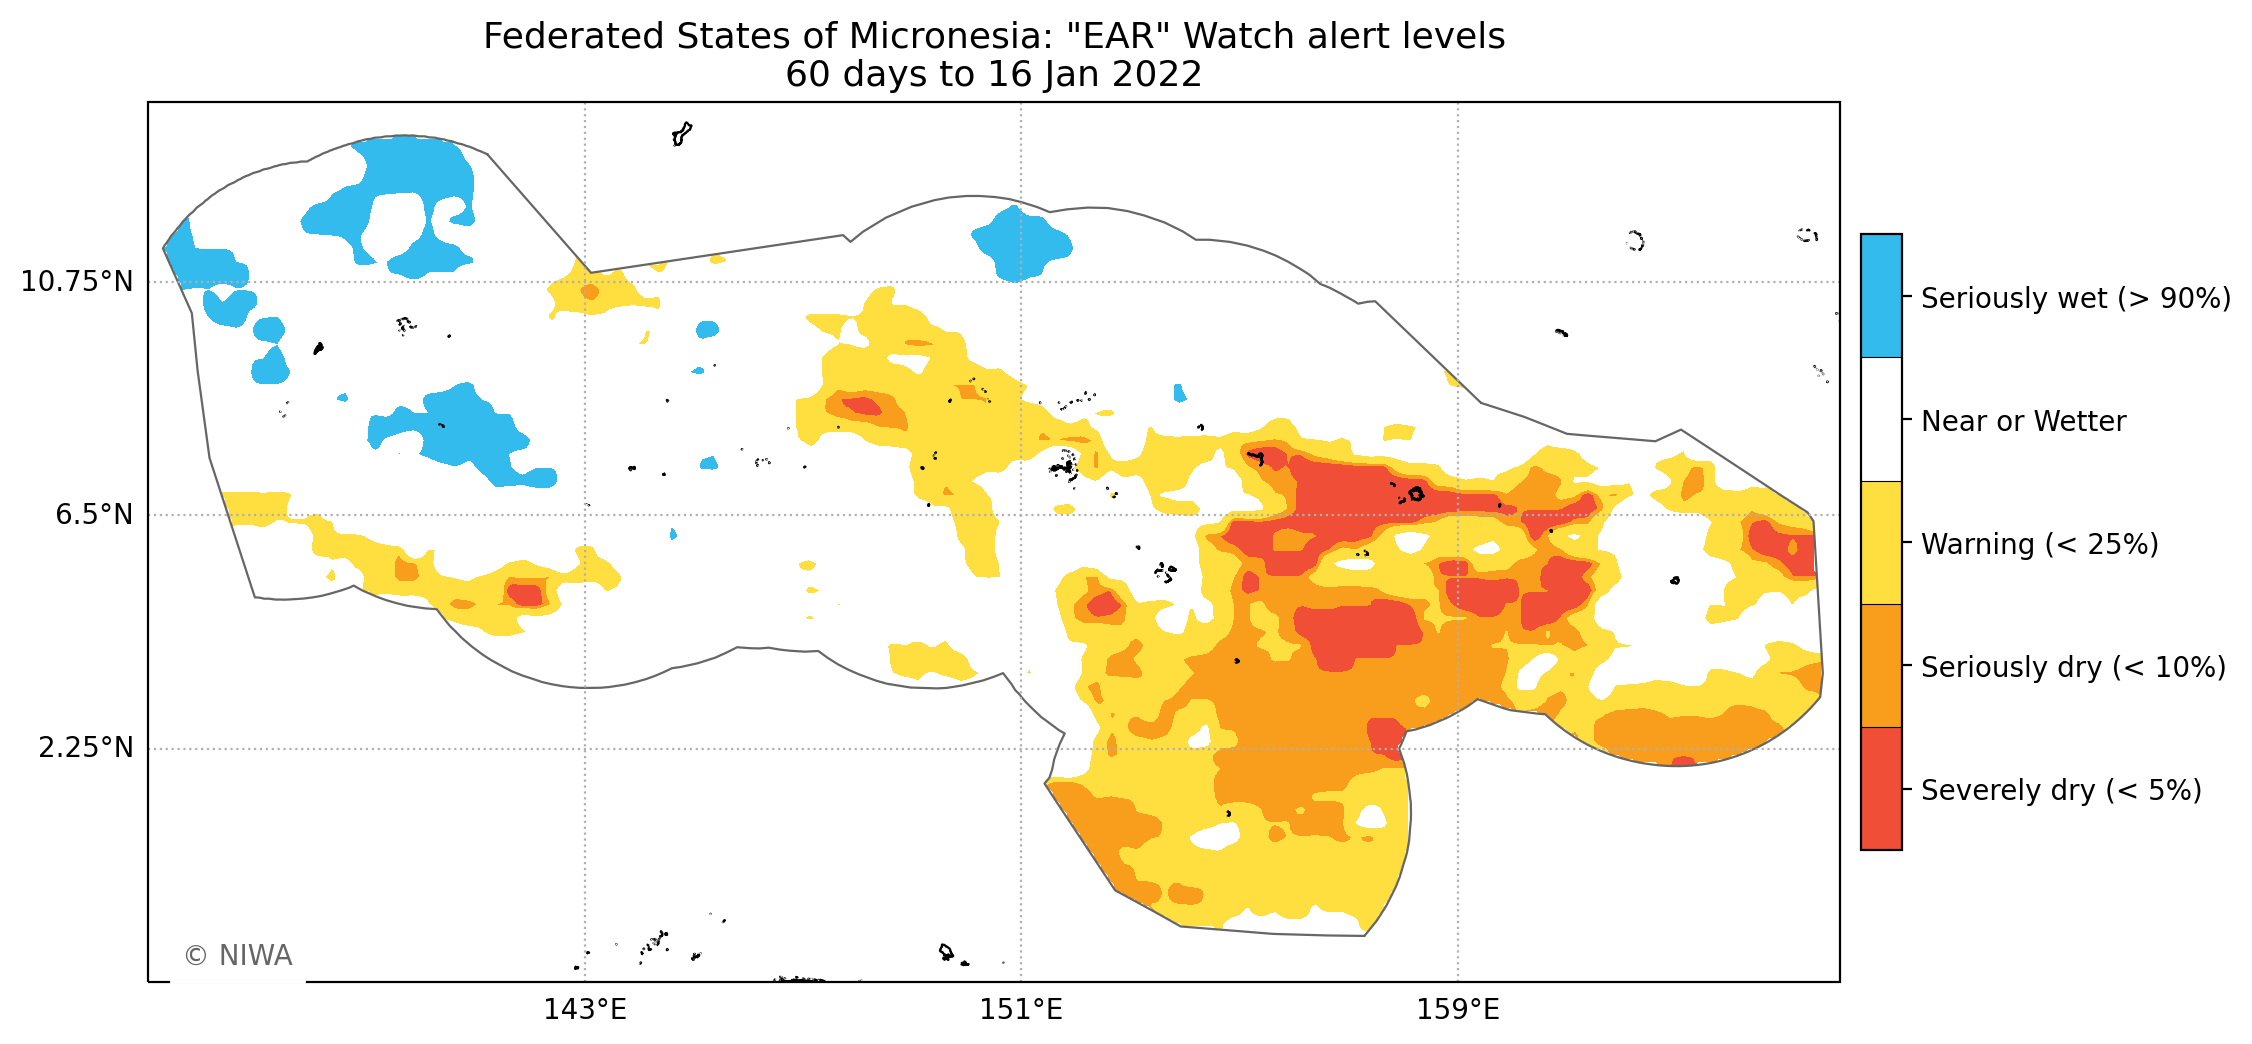 Federated States of Micronesia: "EAR" Watch alert levels
60 days to 16 Jan 2022
10.75°N
6.5°N
2.25°N
143°E
151°E
159°E
© NIWA
Seriously wet (> 90%)
Near or Wetter
Warning (< 25%)
Seriously dry (< 10%)
Severely dry (< 5%)